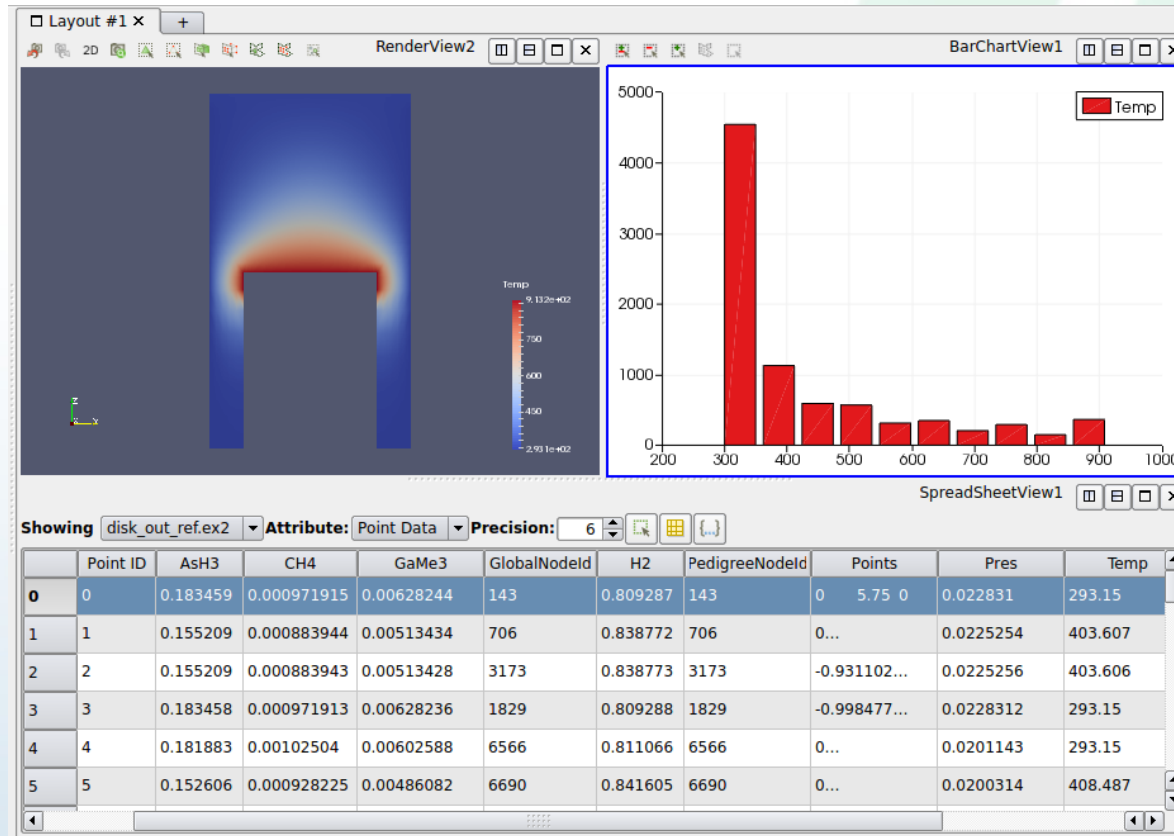 Layout #1 ✕ +
2D RenderView2
BarChartView1
Temp
9.132e+02
750
600
450
2.931e+02
Z
Y
5000
4000
3000
2000
1000
0
200 300 400 500 600 700 800 900 1000
Temp
SpreadSheetView1
Showing disk_out_ref.ex2 Attribute: Point Data Precision: 6 {...}
Point ID AsH3 CH4 GaMe3 GlobalNodeId H2 PedigreeNodeId Points Pres Temp
0 0 0.183459 0.000971915 0.00628244 143 0.809287 143 0 5.75 0 0.022831 293.15
1 1 0.155209 0.000883944 0.00513434 706 0.838772 706 0... 0.0225254 403.607
2 2 0.155209 0.000883943 0.00513428 3173 0.838773 3173 -0.931102... 0.0225256 403.606
3 3 0.183458 0.000971913 0.00628236 1829 0.809288 1829 -0.998477... 0.0228312 293.15
4 4 0.181883 0.00102504 0.00602588 6566 0.811066 6566 0... 0.0201143 293.15
5 5 0.152606 0.000928225 0.00486082 6690 0.841605 6690 0... 0.0200314 408.487